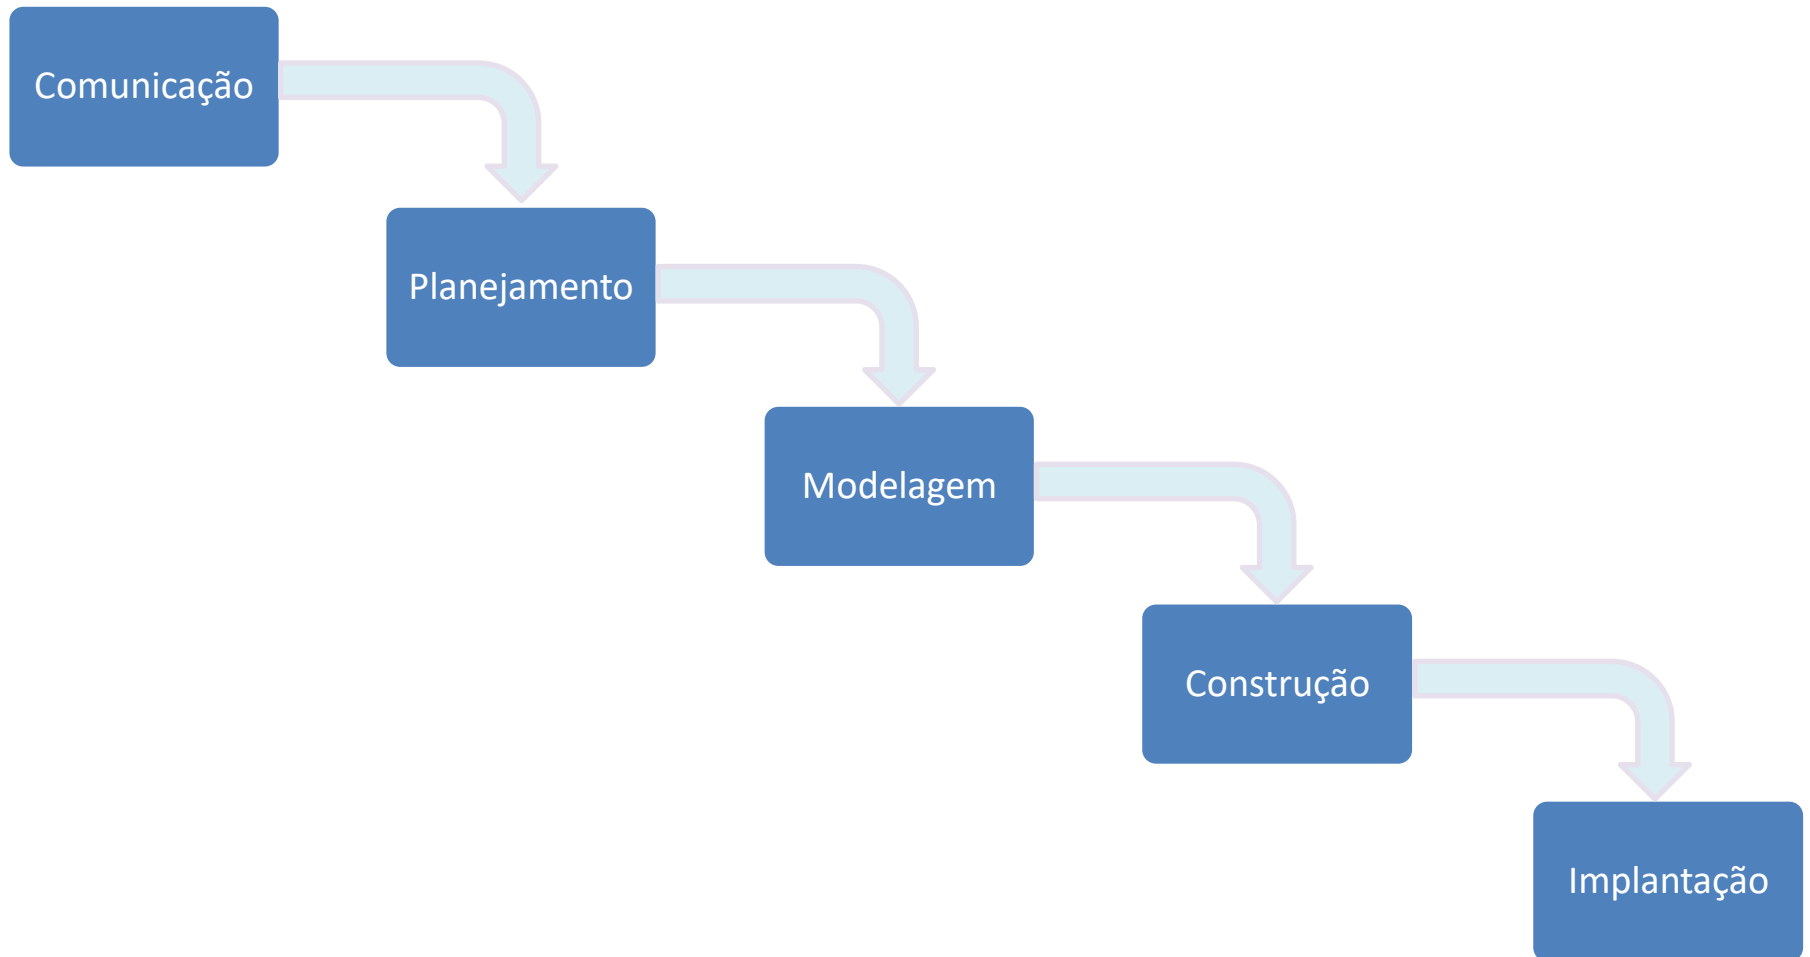 Comunicação
Planejamento
Modelagem
Construção
Implantação